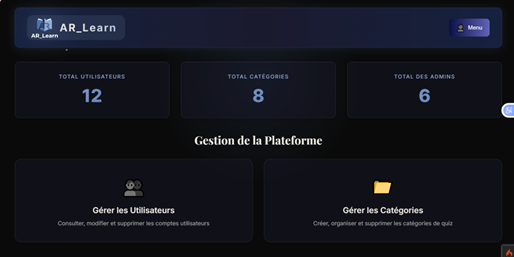 AR_Learn
AR_Learn
Menu
TOTAL UTILISATEURS
TOTAL CATÉGORIES
TOTAL DES ADMINS
12
8
6
Gestion de la Plateforme
Gérer les Utilisateurs
Gérer les Catégories
Consulter, modifier et supprimer les comptes utilisateurs
Créer, organiser et supprimer les catégories de quiz